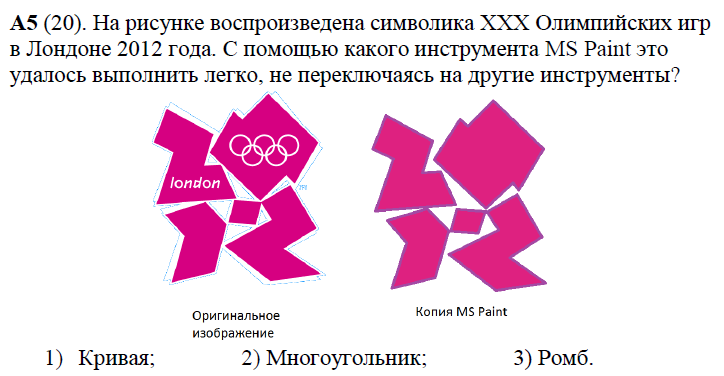 А5 (20). На рисунке воспроизведена символика XXX Олимпийских игр
в Лондоне 2012 года. С помощью какого инструмента MS Paint это
удалось выполнить легко, не переключаясь на другие инструменты?
london
Оригинальное
изображение
Копия MS Paint
1) Кривая; 2) Многоугольник; 3) Ромб.